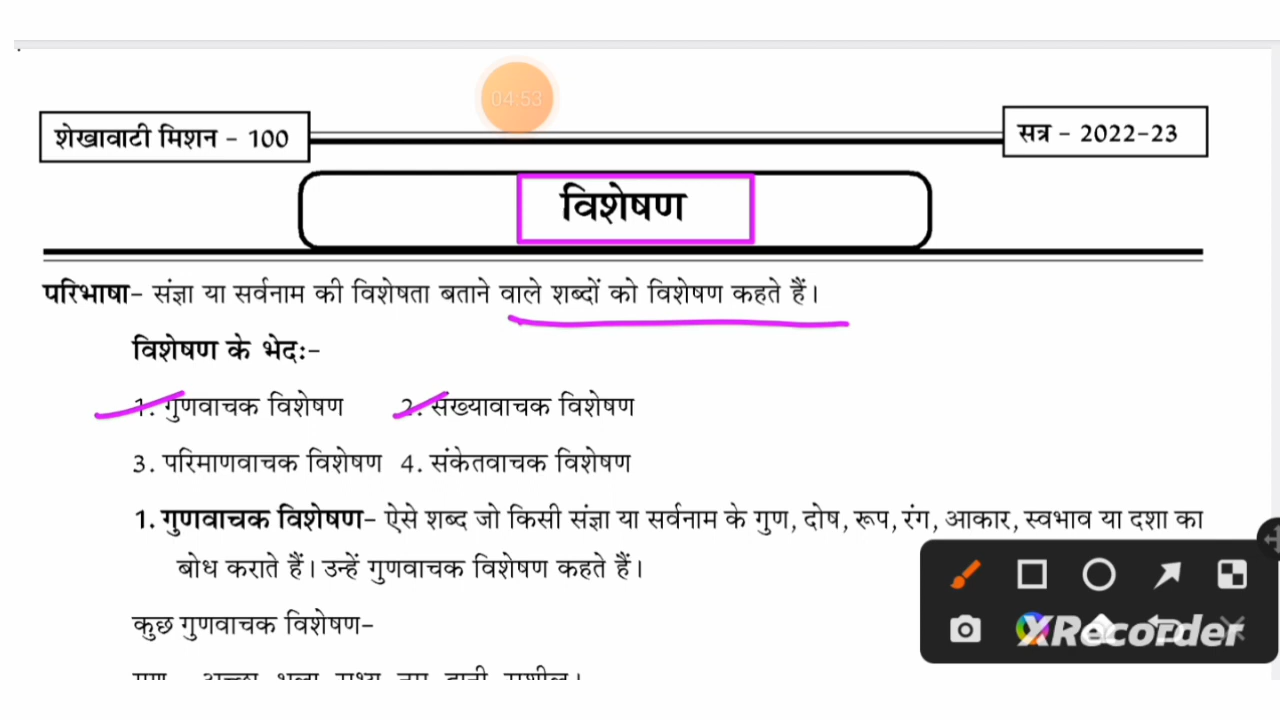 04:53
शेखावाटी मिशन - 100
सत्र - 2022-23
विशेषण
परिभाषा- संज्ञा या सर्वनाम की विशेषता बताने वाले शब्दों को विशेषण कहते हैं।
विशेषण के भेदः-
1. गुणवाचक विशेषण 2. संख्यावाचक विशेषण
3. परिमाणवाचक विशेषण 4. संकेतवाचक विशेषण
1. गुणवाचक विशेषण- ऐसे शब्द जो किसी संज्ञा या सर्वनाम के गुण, दोष, रूप, रंग, आकार, स्वभाव या दशा का
बोध कराते हैं। उन्हें गुणवाचक विशेषण कहते हैं।
कुछ गुणवाचक विशेषण-
XRecorder